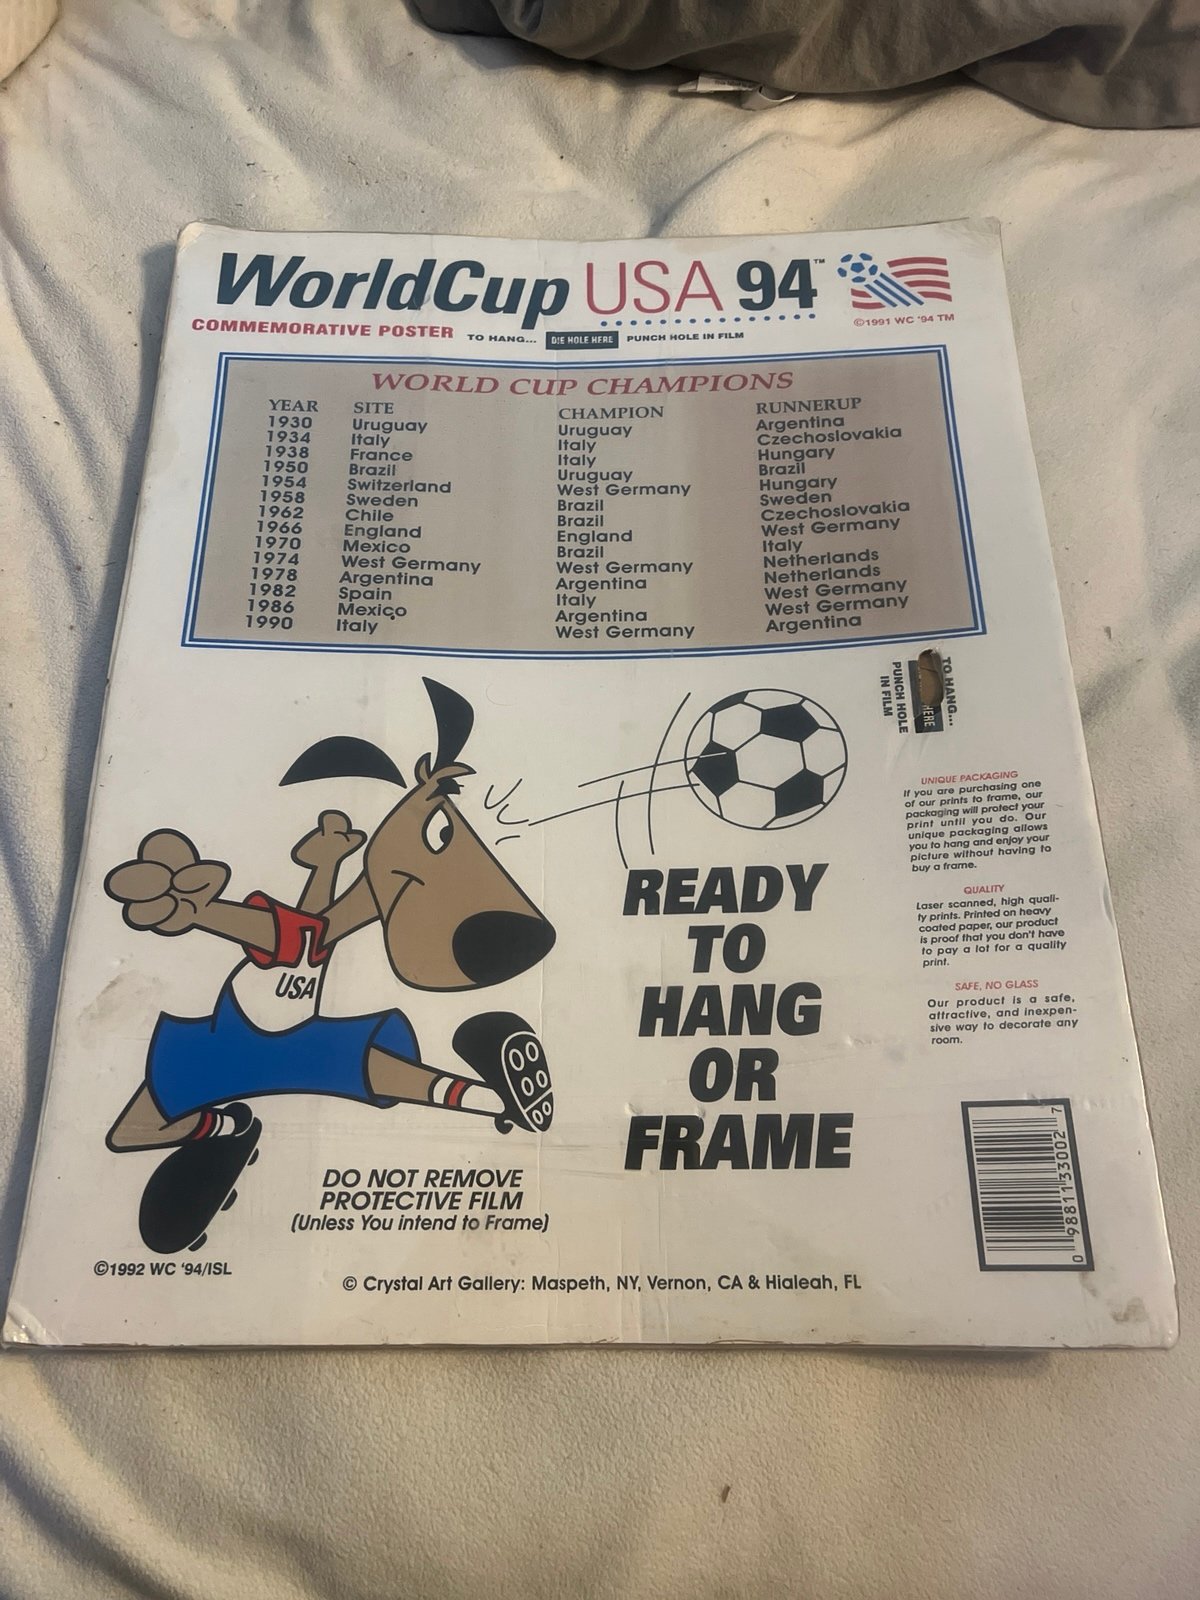 WorldCup USA 94™
©1991 WC '94 TM
COMMEMORATIVE POSTER TO HANG... DIE HOLE HERE PUNCH HOLE IN FILM
WORLD CUP CHAMPIONS
YEAR SITE CHAMPION RUNNERUP
1930 Uruguay Uruguay Argentina
1934 Italy Italy Czechoslovakia
1938 France Italy Hungary
1950 Brazil Uruguay Brazil
1954 Switzerland West Germany Hungary
1958 Sweden Brazil Sweden
1962 Chile Brazil Czechoslovakia
1966 England England West Germany
1970 Mexico Brazil Italy
1974 West Germany West Germany Netherlands
1978 Argentina Argentina Netherlands
1982 Spain Italy West Germany
1986 Mexico Argentina West Germany
1990 Italy West Germany Argentina
TO HANG...
HERE
PUNCH HOLE
IN FILM
UNIQUE PACKAGING
If you are purchasing one
of our prints to frame, our
packaging will protect your
print until you do. Our
unique packaging allows
you to hang and enjoy your
picture without having to
buy a frame.
QUALITY
Laser scanned, high quali-
ty prints. Printed on heavy
coated paper, our product
is proof that you don't have
to pay a lot for a quality
print.
SAFE, NO GLASS
Our product is a safe,
attractive, and inexpen-
sive way to decorate any
room.
USA
READY
TO
HANG
OR
FRAME
DO NOT REMOVE
PROTECTIVE FILM
(Unless You intend to Frame)
0 98811 33002 7
©1992 WC '94/ISL
© Crystal Art Gallery: Maspeth, NY, Vernon, CA & Hialeah, FL